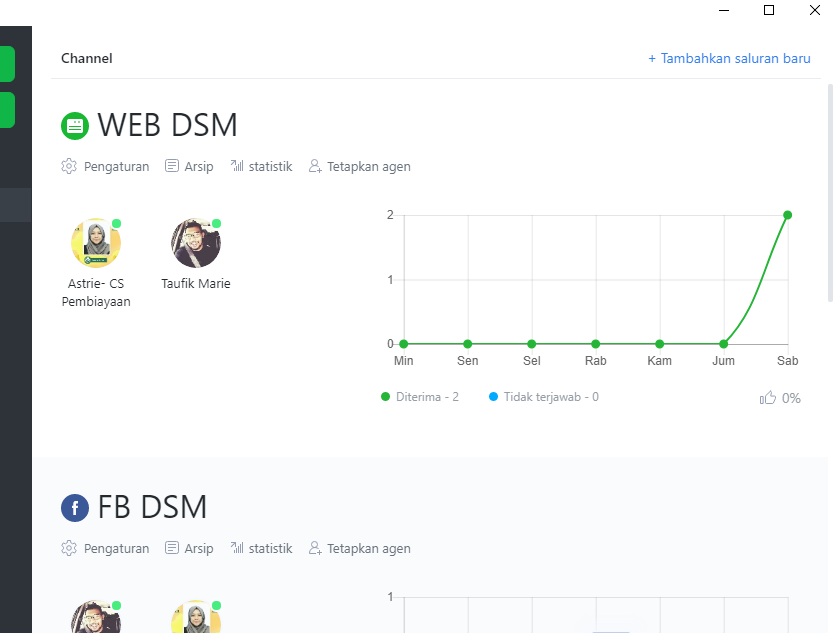 Channel
+ Tambahkan saluran baru
WEB DSM
Pengaturan Arsip statistik Tetapkan agen
Astrie- CS
Pembiayaan
Taufik Marie
2
1
0
Min Sen Sel Rab Kam Jum Sab
Diterima - 2 Tidak terjawab - 0 0%
FB DSM
Pengaturan Arsip statistik Tetapkan agen
1